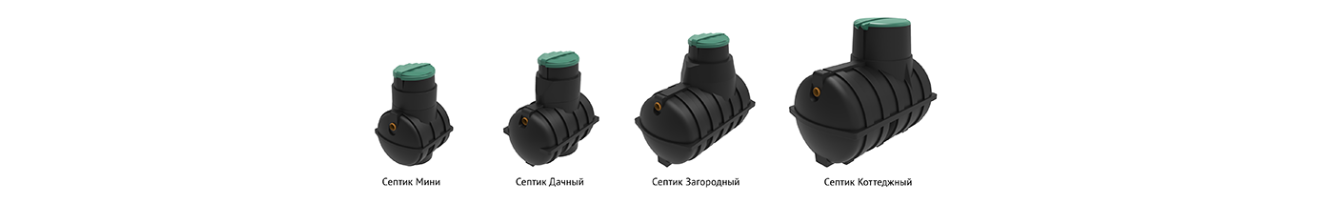 Септик Мини
Септик Дачный
Септик Загородный
Септик Коттеджный